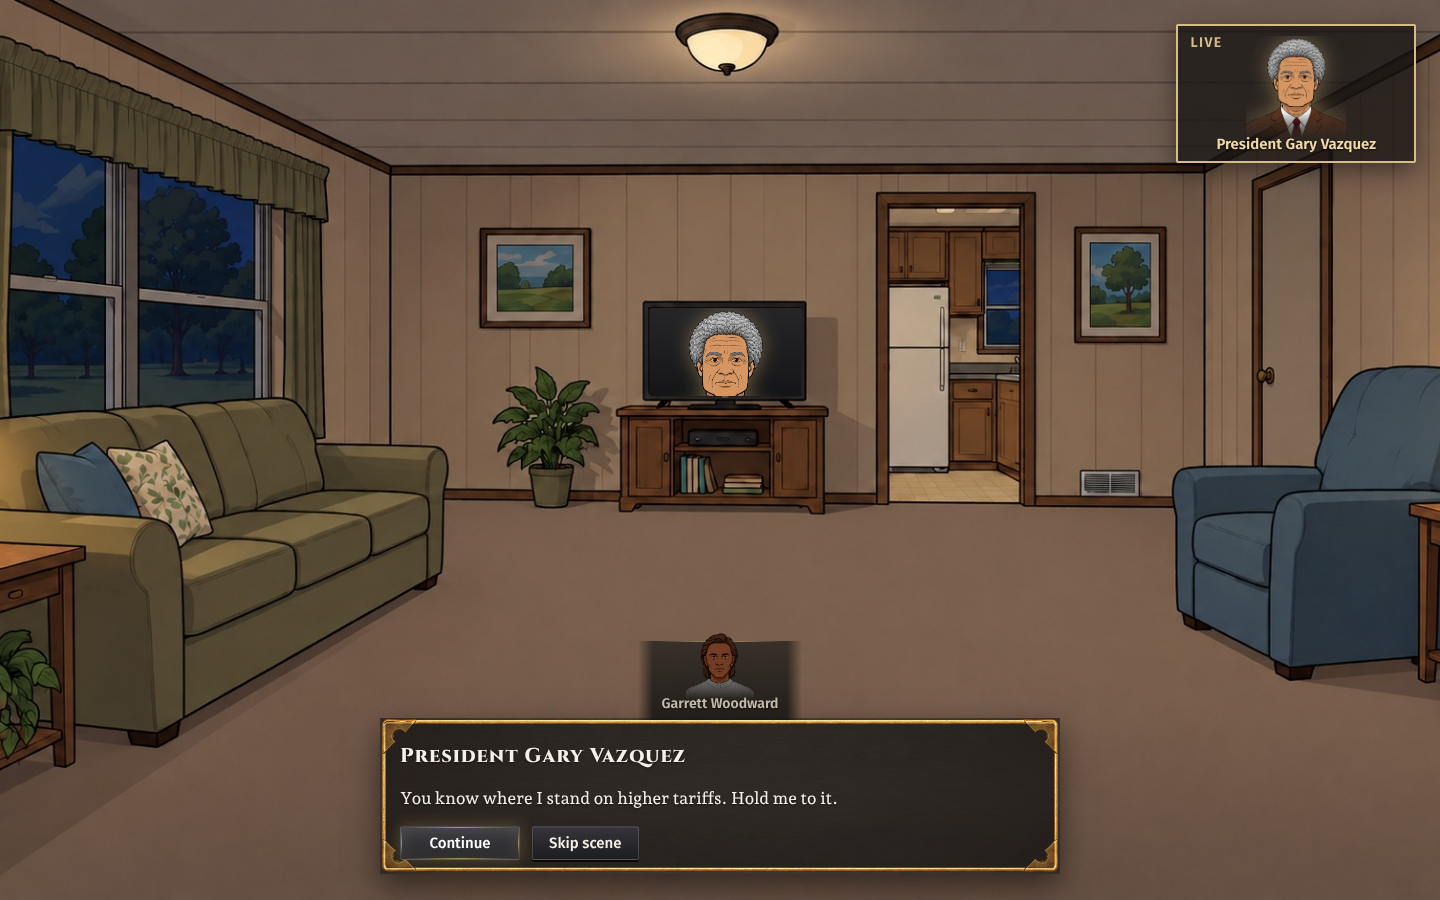 LIVE
President Gary Vazquez
Garrett Woodward
President Gary Vazquez
You know where I stand on higher tariffs. Hold me to it.
Continue
Skip scene